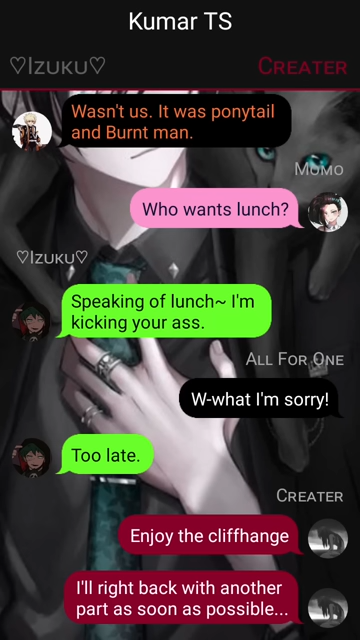 Kumar TS
♡Izuku♡
Creater
Wasn't us. It was ponytail
and Burnt man.
Momo
Who wants lunch?
♡Izuku♡
Speaking of lunch~ I'm
kicking your ass.
All For One
W-what I'm sorry!
Too late.
Creater
Enjoy the cliffhange
I'll right back with another
part as soon as possible...